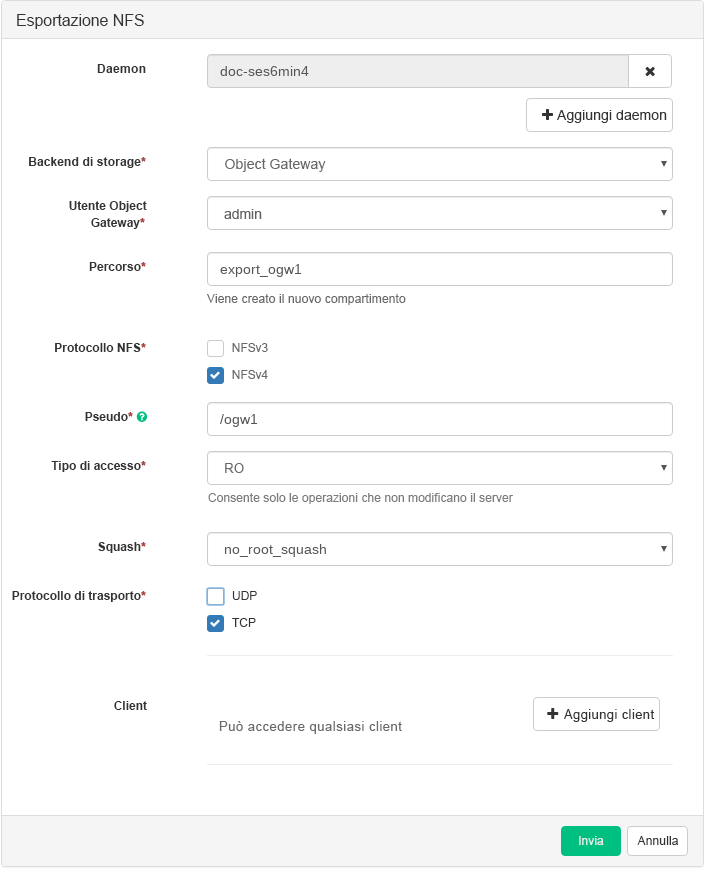 Esportazione NFS
Daemon
doc-ses6min4
Aggiungi daemon
Backend di storage*
Object Gateway
Utente Object
Gateway*
admin
Percorso*
export_ogw1
Viene creato il nuovo compartimento
Protocollo NFS*
NFSv3
NFSv4
Pseudo*
/ogw1
Tipo di accesso*
RO
Consente solo le operazioni che non modificano il server
Squash*
no_root_squash
Protocollo di trasporto*
UDP
TCP
Client
Può accedere qualsiasi client
Aggiungi client
Invia
Annulla